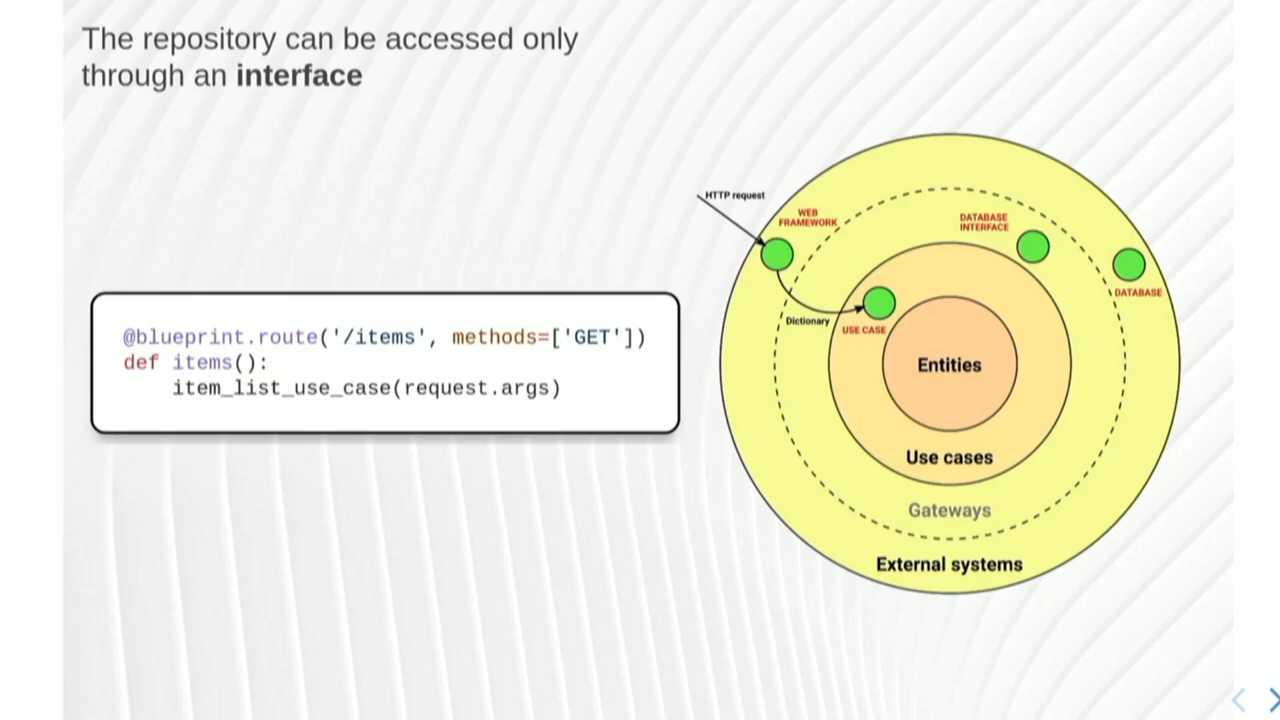 The repository can be accessed only
through an interface
@blueprint.route('/items', methods=['GET'])
def items():
    item_list_use_case(request.args)
HTTP request
WEB
FRAMEWORK
DATABASE
INTERFACE
DATABASE
Dictionary
USE CASE
Entities
Use cases
Gateways
External systems